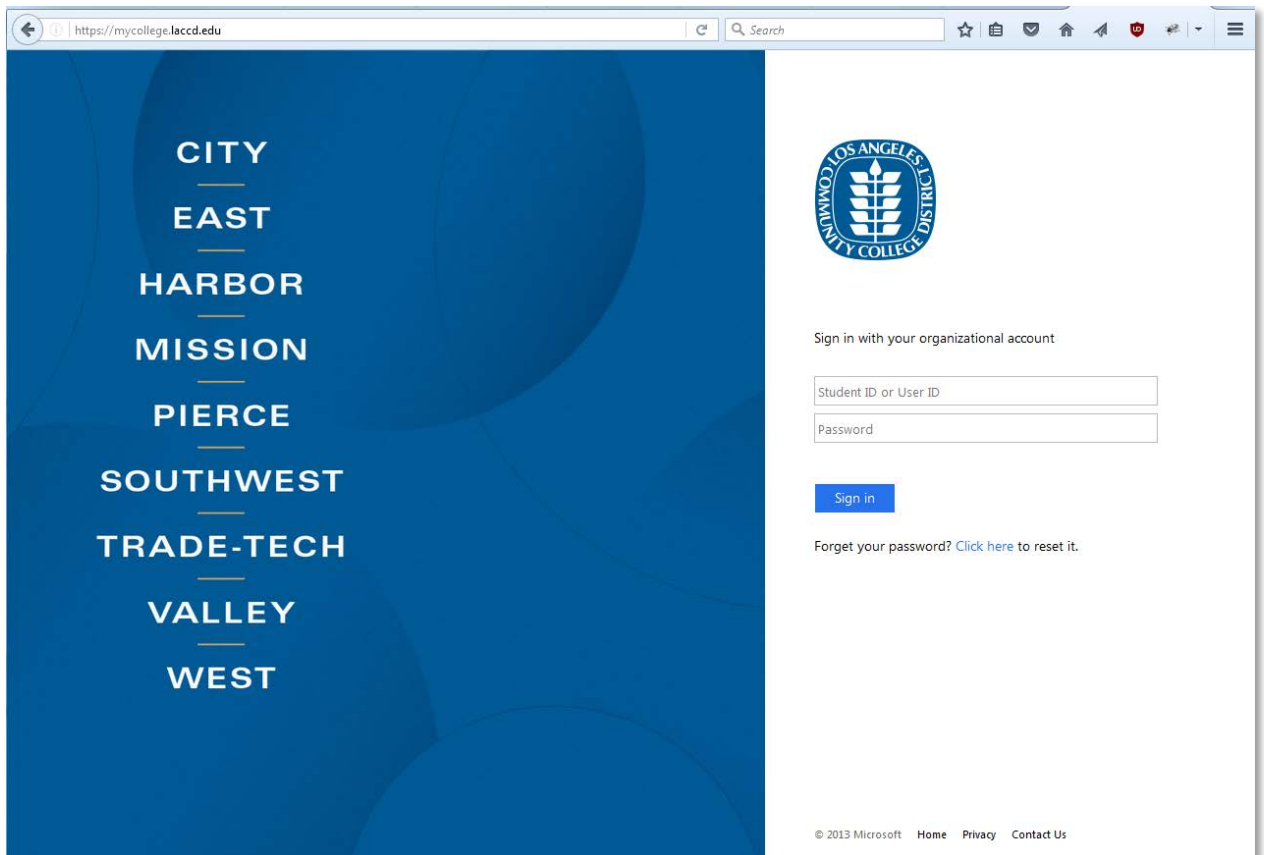 https://mycollege.laccd.edu
Search
CITY
EAST
HARBOR
MISSION
PIERCE
SOUTHWEST
TRADE-TECH
VALLEY
WEST
LOS ANGELES COMMUNITY COLLEGE DISTRICT
Sign in with your organizational account
Student ID or User ID
Password
Sign in
Forget your password? Click here to reset it.
© 2013 Microsoft Home Privacy Contact Us